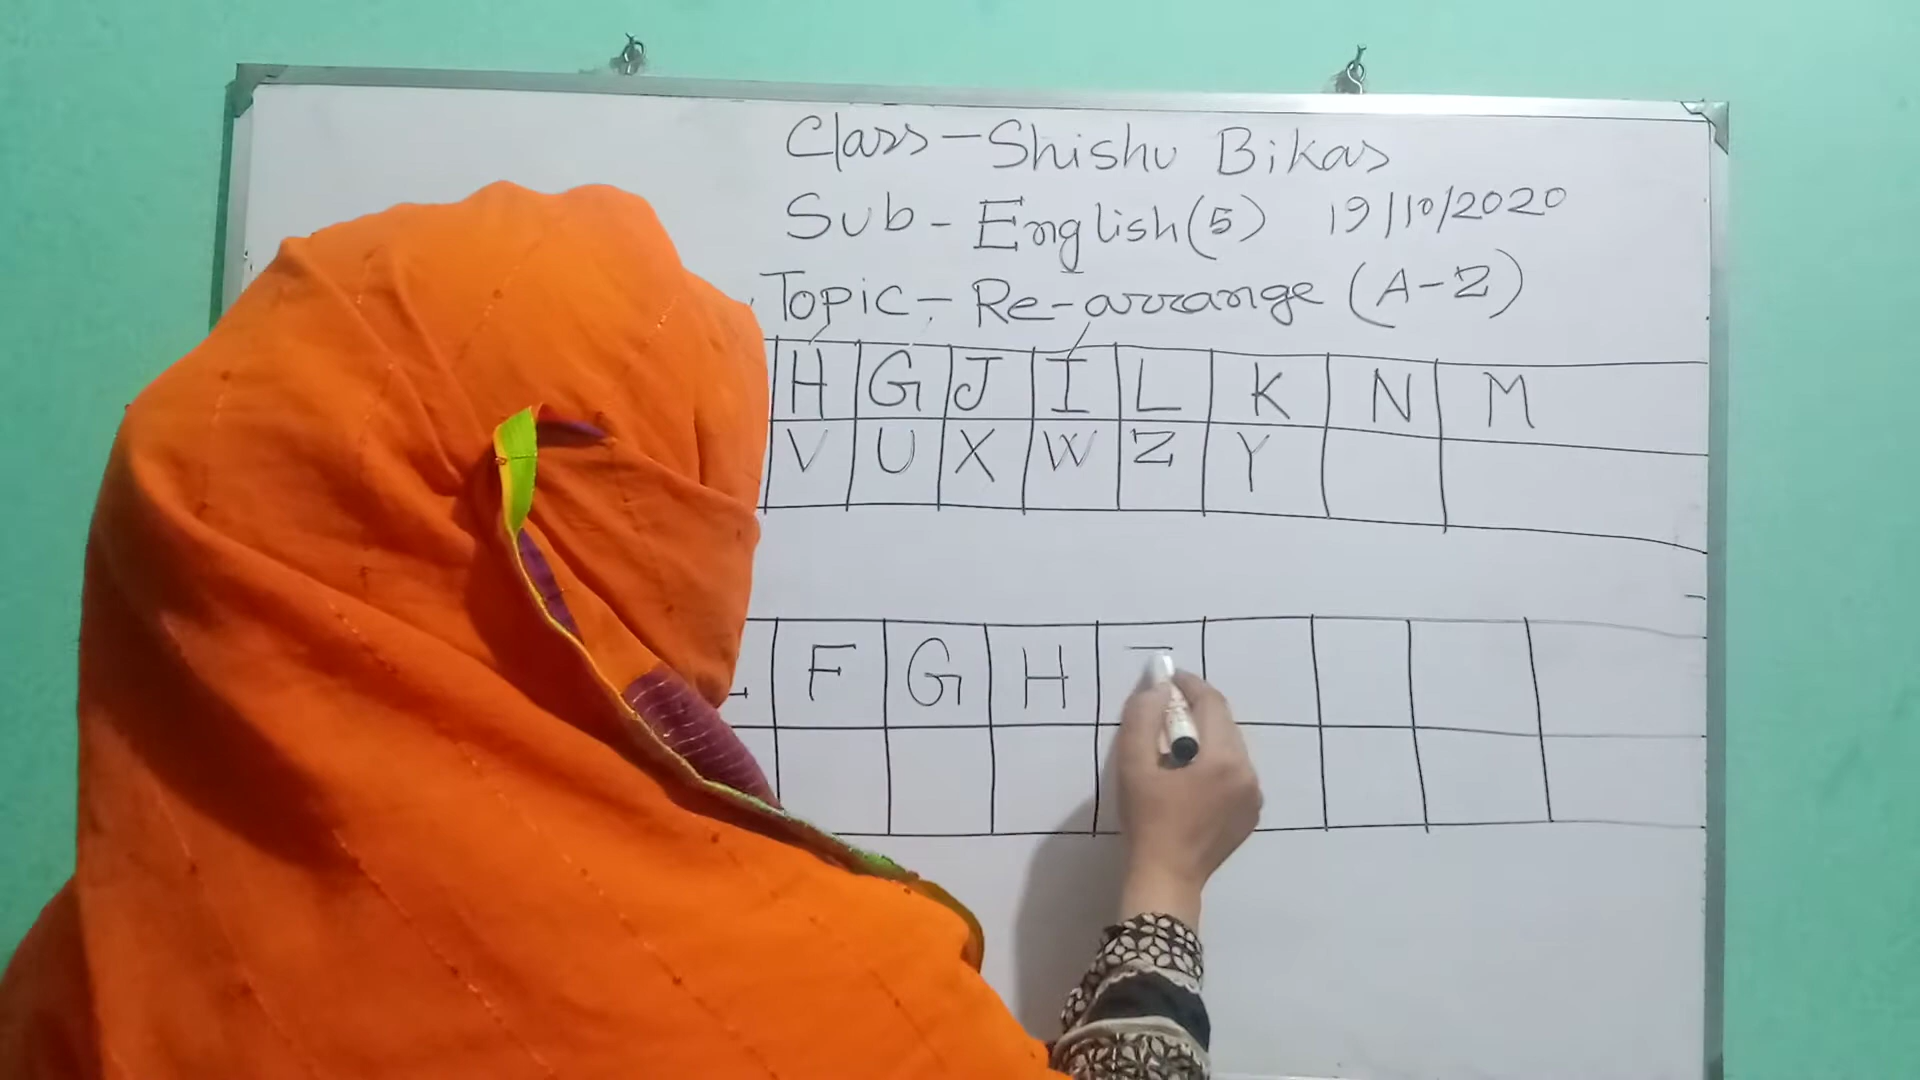 Class-Shishu Bikas
Sub-English(5) 19/10/2020
Topic-Re-arrange (A-Z)
H G J I L K N M
V U X W Z Y
F G H